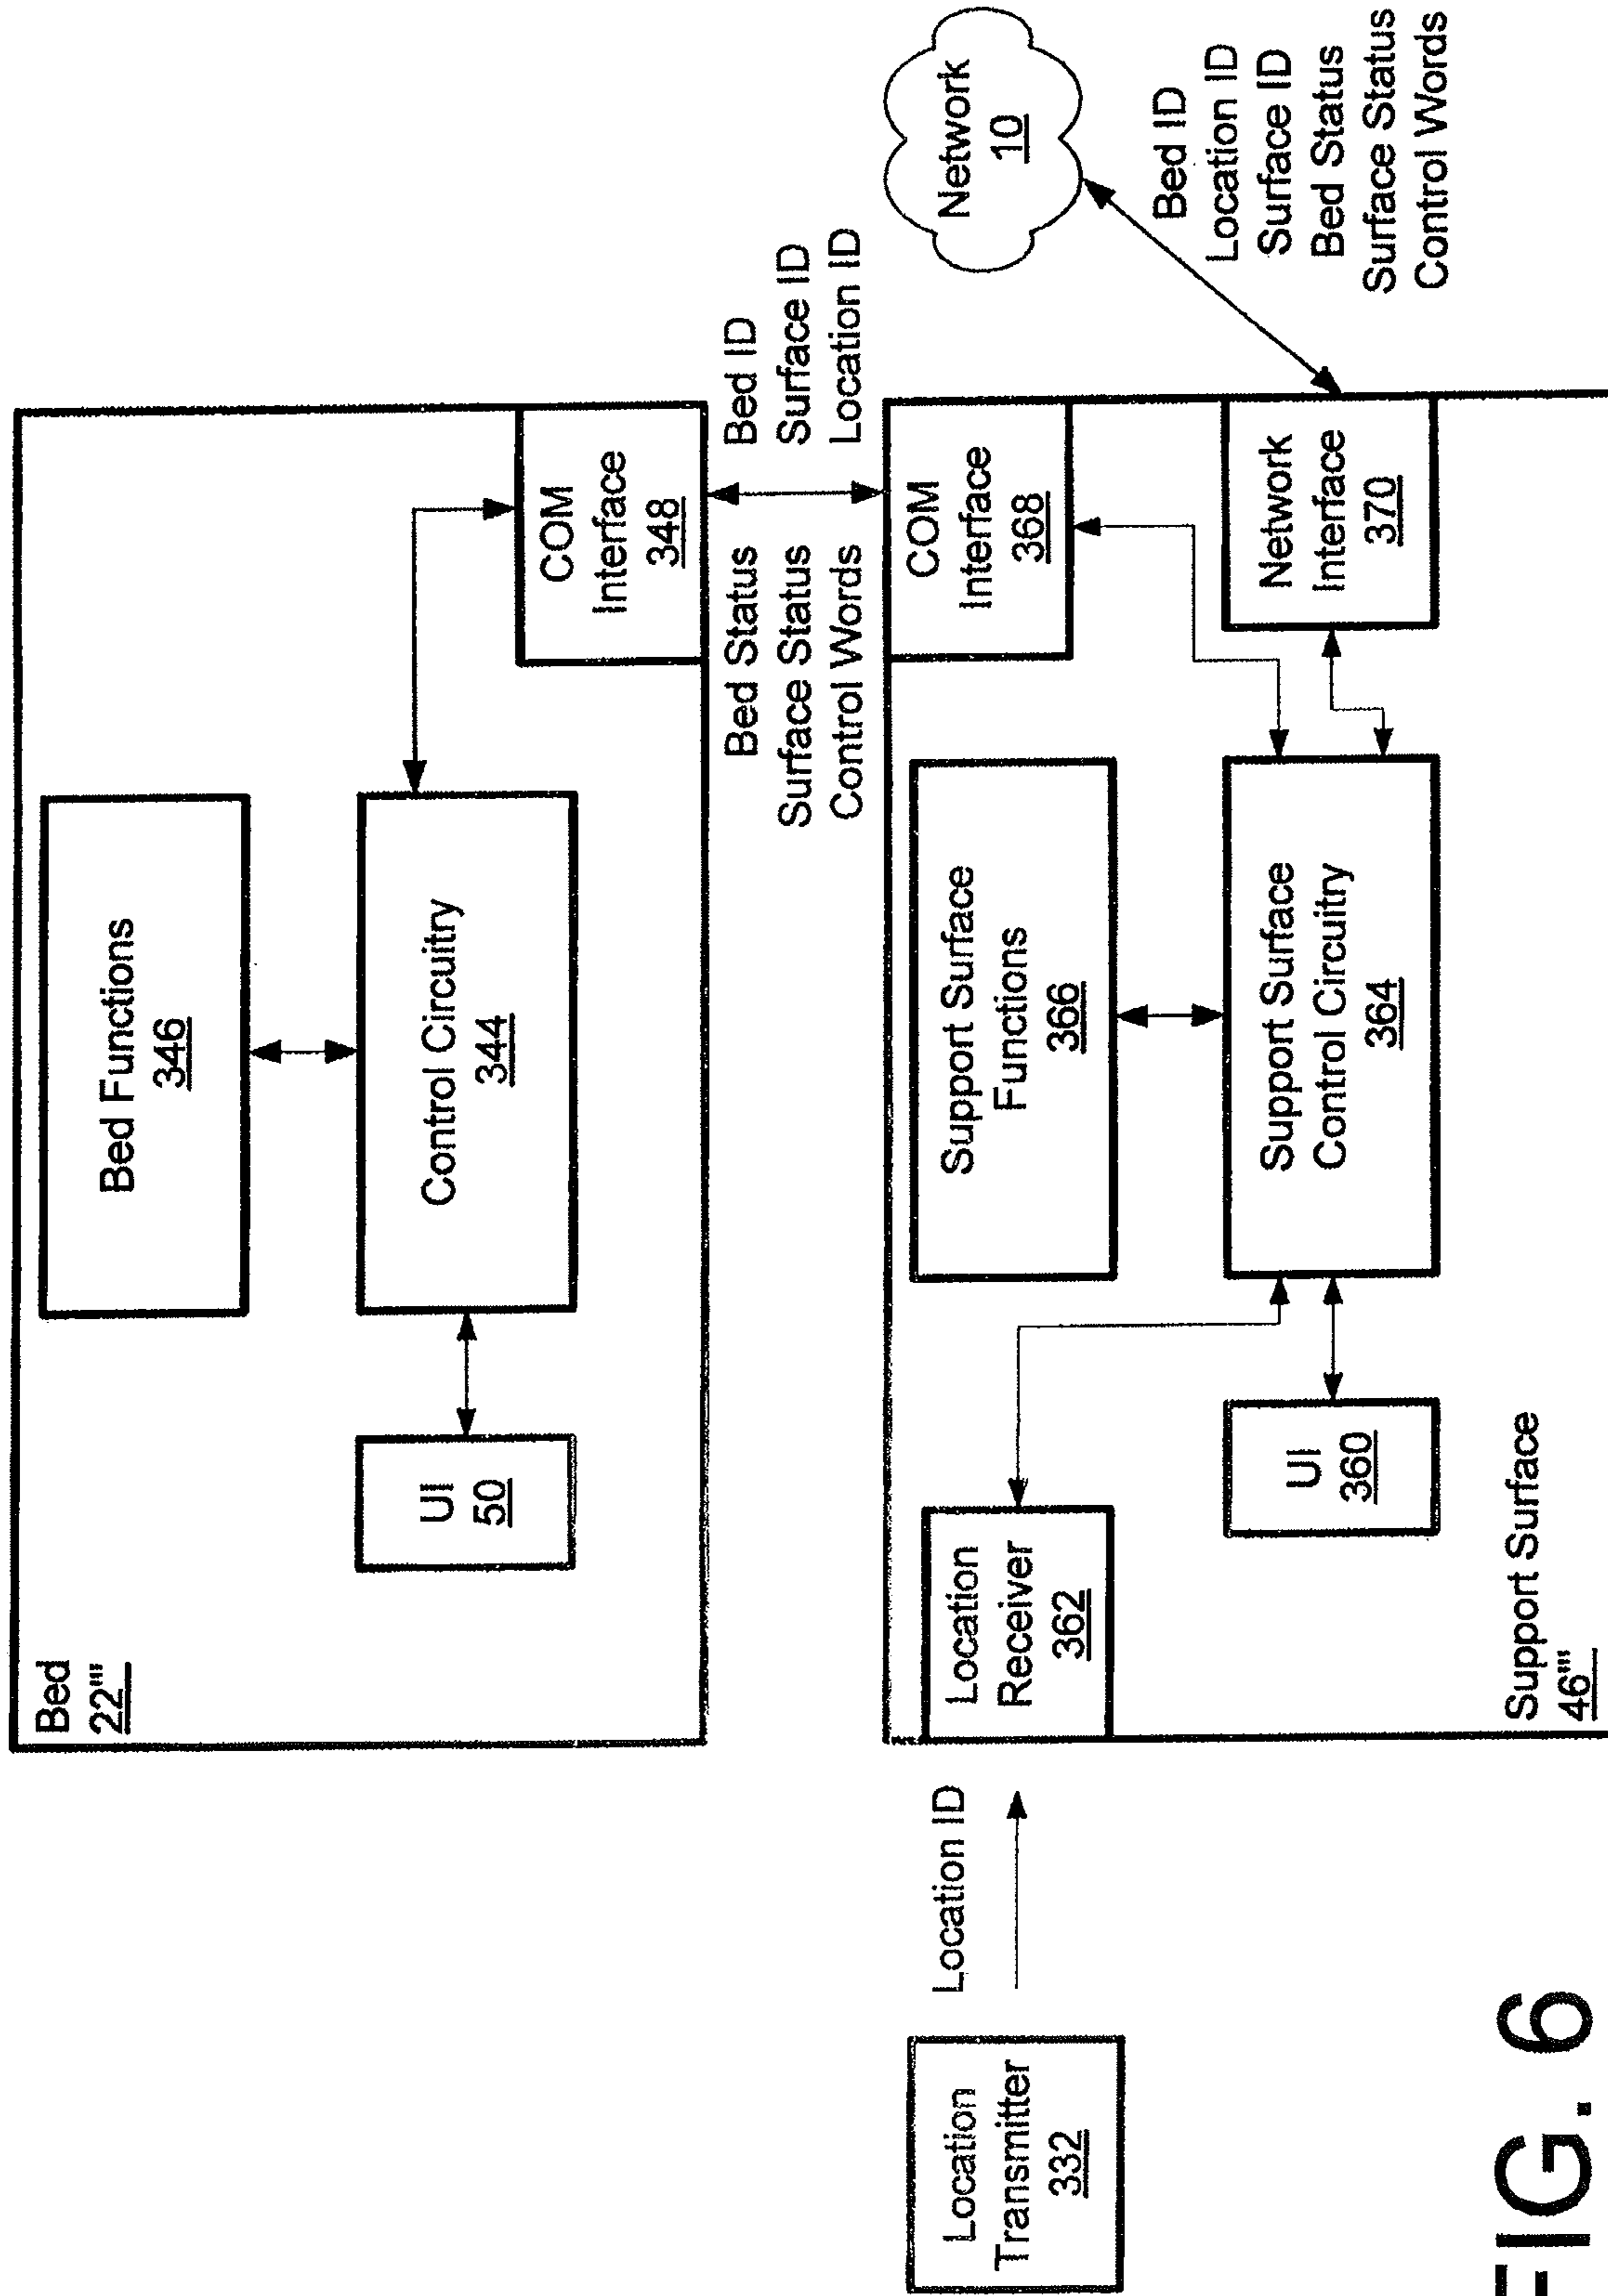 Bed
22'''
Bed Functions
346
UI
50
Control Circuitry
344
COM
Interface
348
Bed Status
Surface Status
Control Words
Bed ID
Surface ID
Location ID
Location
Transmitter
332
Location ID
Location
Receiver
362
Support Surface
Functions
366
COM
Interface
368
UI
360
Support Surface
Control Circuitry
364
Network
Interface
370
Support Surface
46'''
Network
10
Bed ID
Location ID
Surface ID
Bed Status
Surface Status
Control Words
FIG. 6